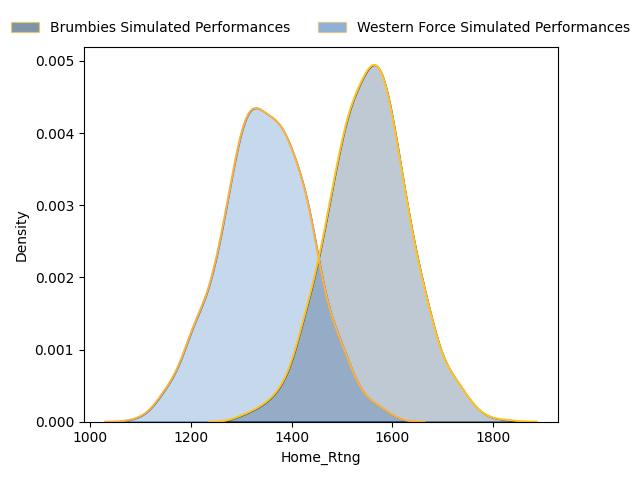 Brumbies Simulated Performances Western Force Simulated Performances
0.005
0.004
0.003
0.002
0.001
0.000
Density
1000 1200 1400 1600 1800
Home_Rtng